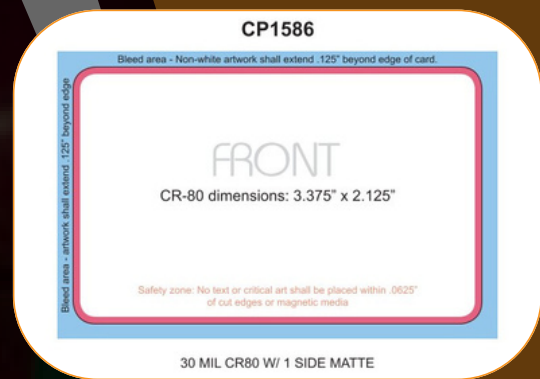 CP1586
Bleed area - Non-white artwork shall extend .125” beyond edge of card.
Bleed area - artwork shall extend .125” beyond edge
FRONT
CR-80 dimensions: 3.375” x 2.125”
Safety zone: No text or critical art shall be placed within .0625”
of cut edges or magnetic media
30 MIL CR80 W/ 1 SIDE MATTE